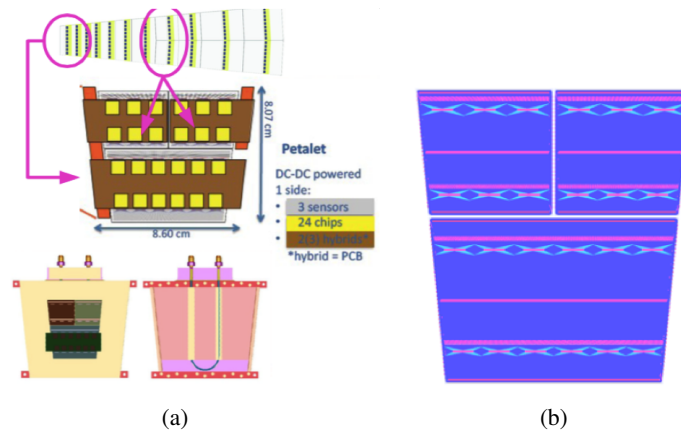 8.07 cm
Petalet
DC-DC powered
1 side:
• 3 sensors
• 24 chips
• 2(3) hybrids*
*hybrid = PCB
8.60 cm
(a)
(b)